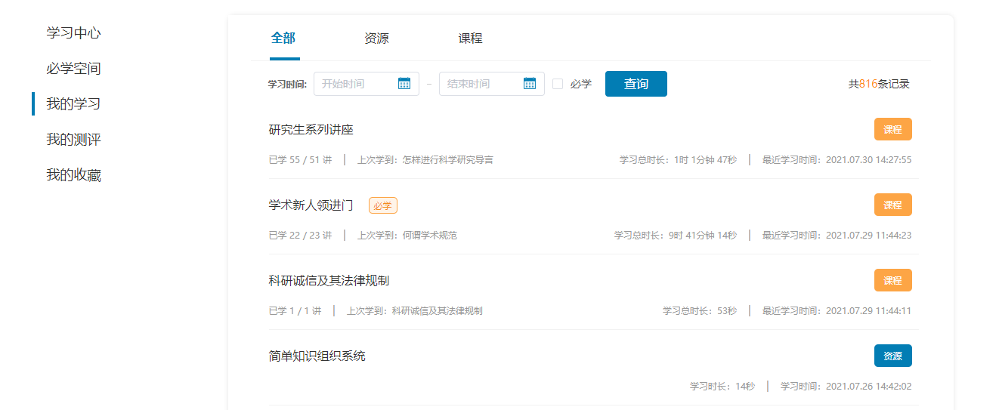 学习中心
必学空间
我的学习
我的测评
我的收藏
全部 资源 课程
学习时间: 开始时间 - 结束时间 必学 查询 共816条记录
研究生系列讲座 课程
已学 55 / 51 讲 上次学到：怎样进行科学研究导言 学习总时长：1时 1分钟 47秒 最近学习时间：2021.07.30 14:27:55
学术新人领进门 必学 课程
已学 22 / 23 讲 上次学到：何谓学术规范 学习总时长：9时 41分钟 14秒 最近学习时间：2021.07.29 11:44:23
科研诚信及其法律规制 课程
已学 1 / 1 讲 上次学到：科研诚信及其法律规制 学习总时长：53秒 最近学习时间：2021.07.29 11:44:11
简单知识组织系统 资源
学习时长：14秒 学习时间：2021.07.26 14:42:02